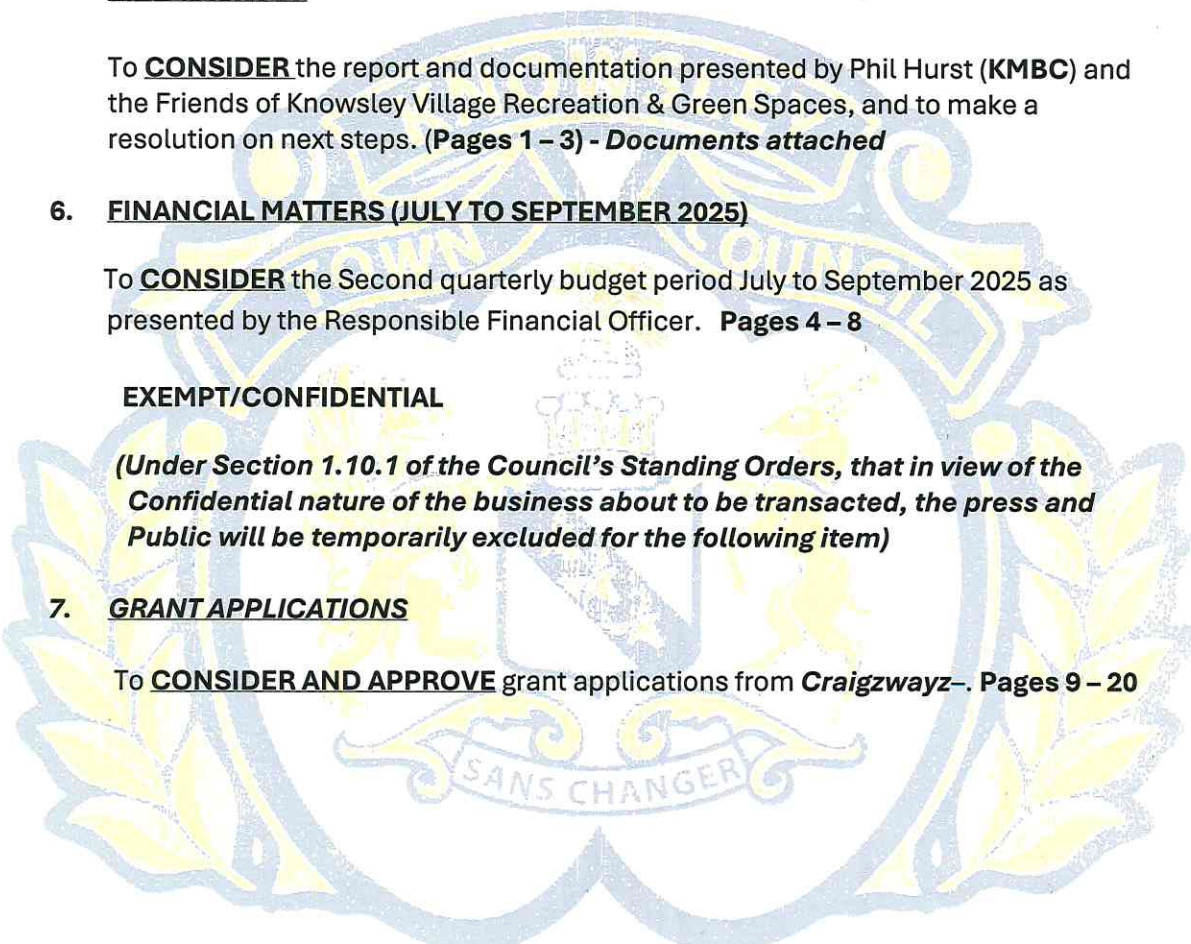 To CONSIDER the report and documentation presented by Phil Hurst (KMBC) and
the Friends of Knowsley Village Recreation & Green Spaces, and to make a
resolution on next steps. (Pages 1 – 3) - Documents attached
6. FINANCIAL MATTERS (JULY TO SEPTEMBER 2025)
To CONSIDER the Second quarterly budget period July to September 2025 as
presented by the Responsible Financial Officer. Pages 4 – 8
EXEMPT/CONFIDENTIAL
(Under Section 1.10.1 of the Council's Standing Orders, that in view of the
Confidential nature of the business about to be transacted, the press and
Public will be temporarily excluded for the following item)
7. GRANT APPLICATIONS
To CONSIDER AND APPROVE grant applications from Craigzwayz–. Pages 9 – 20
KNOWSLEY
TOWN COUNCIL
SANS CHANGER